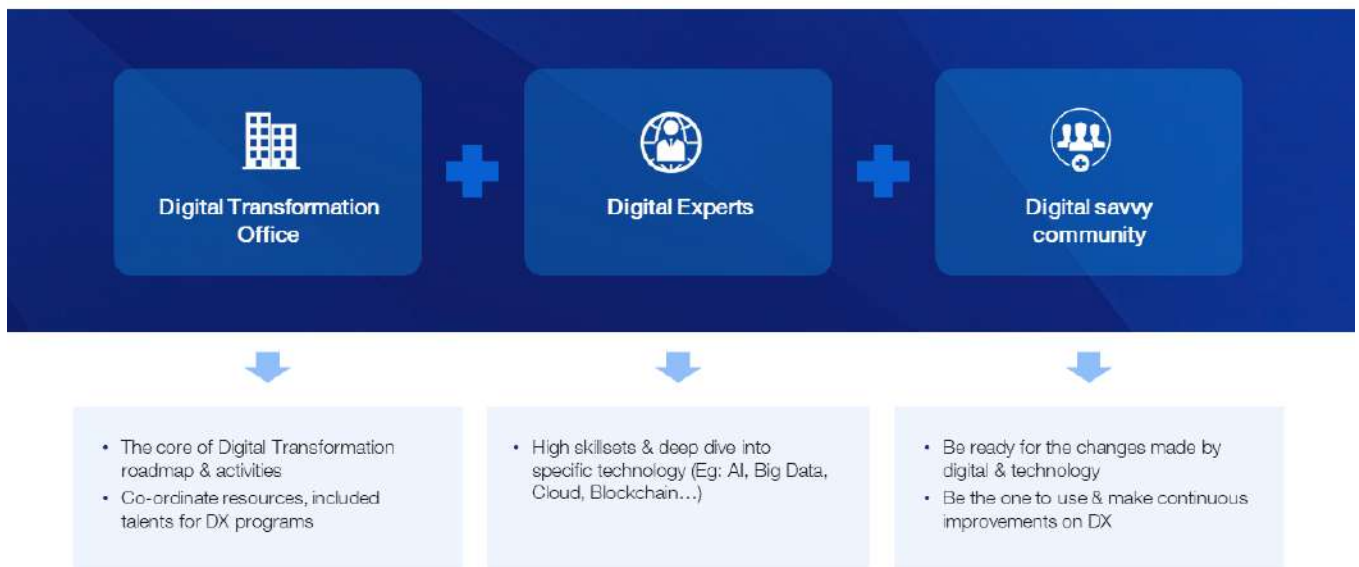 Digital Transformation
Office
Digital Experts
Digital savvy
community
• The core of Digital Transformation
roadmap & activities
• Co-ordinate resources, included
talents for DX programs
• High skillsets & deep dive into
specific technology (Eg: AI, Big Data,
Cloud, Blockchain...)
• Be ready for the changes made by
digital & technology
• Be the one to use & make continuous
improvements on DX